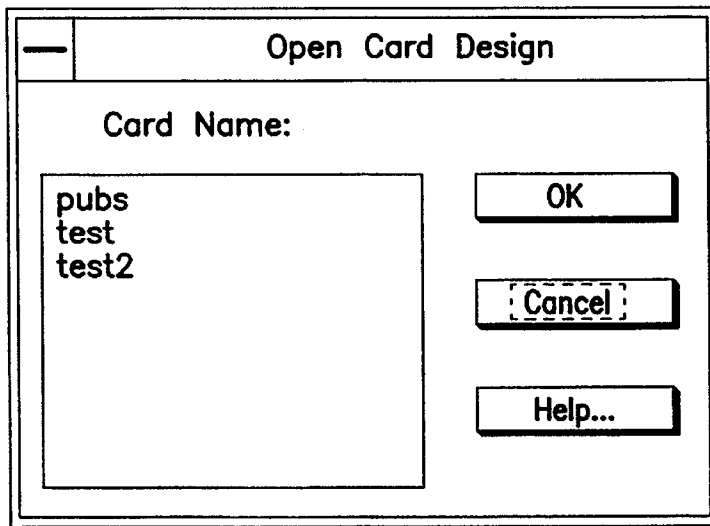 Open Card Design
Card Name:
pubs
test
test2
OK
Cancel
Help...